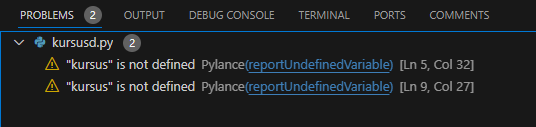 PROBLEMS 2 OUTPUT DEBUG CONSOLE TERMINAL PORTS COMMENTS
kursusd.py 2
"kursus" is not defined Pylance(reportUndefinedVariable) [Ln 5, Col 32]
"kursus" is not defined Pylance(reportUndefinedVariable) [Ln 9, Col 27]